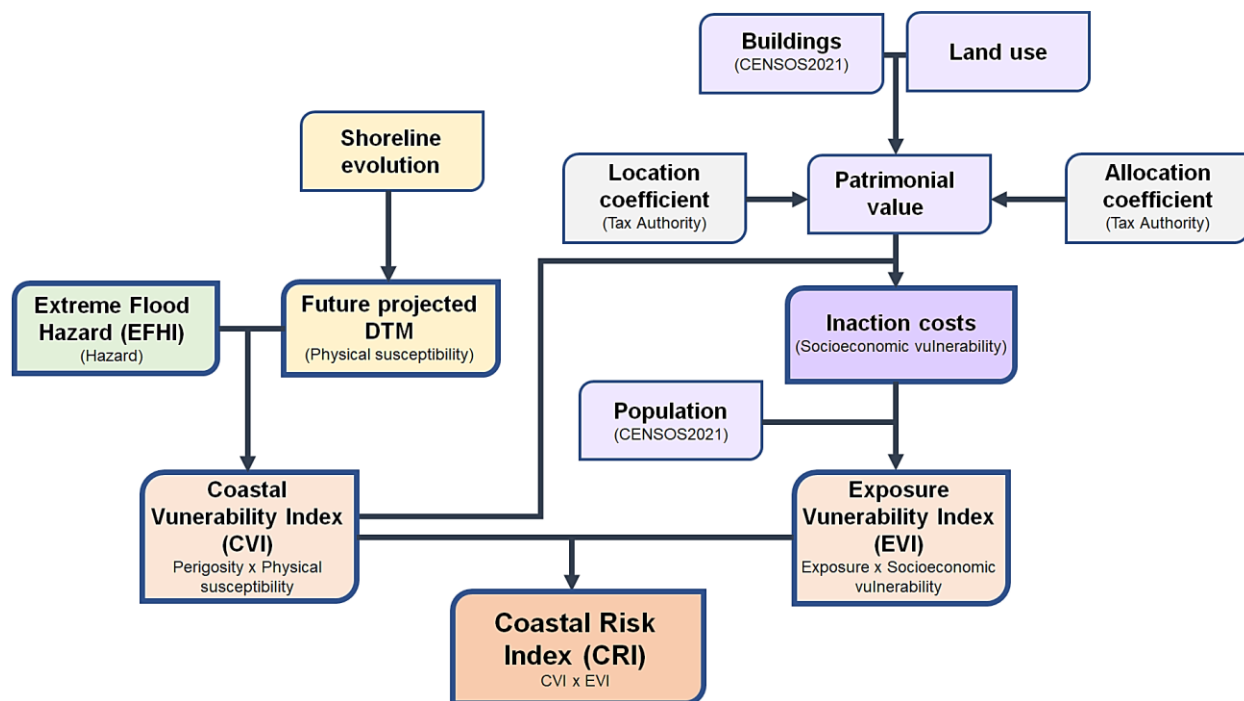 Buildings
(CENSOS2021)
Land use
Shoreline
evolution
Location
coefficient
(Tax Authority)
Patrimonial
value
Allocation
coefficient
(Tax Authority)
Extreme Flood
Hazard (EFHI)
(Hazard)
Future projected
DTM
(Physical susceptibility)
Inaction costs
(Socioeconomic vulnerability)
Population
(CENSOS2021)
Coastal
Vunerability Index
(CVI)
Perigosity x Physical
susceptibility
Exposure
Vunerability Index
(EVI)
Exposure x Socioeconomic
vulnerability
Coastal Risk
Index (CRI)
CVI x EVI